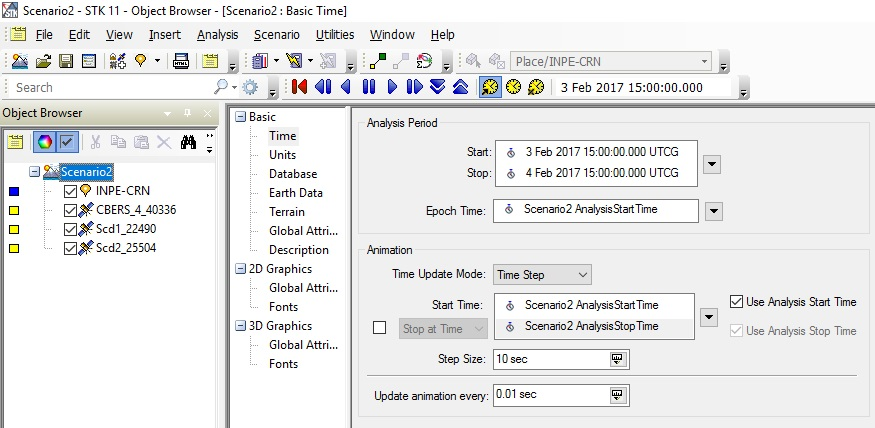 Scenario2 - STK 11 - Object Browser - [Scenario2 : Basic Time]
File Edit View Insert Analysis Scenario Utilities Window Help
Place/INPE-CRN
Search
3 Feb 2017 15:00:00.000
Object Browser
Scenario2
INPE-CRN
CBERS_4_40336
Scd1_22490
Scd2_25504
Basic
Time
Units
Database
Earth Data
Terrain
Global Attri...
Description
2D Graphics
Global Attri...
Fonts
3D Graphics
Global Attri...
Fonts
Analysis Period
Start: 3 Feb 2017 15:00:00.000 UTCG
Stop: 4 Feb 2017 15:00:00.000 UTCG
Epoch Time: Scenario2 AnalysisStartTime
Animation
Time Update Mode: Time Step
Start Time: Scenario2 AnalysisStartTime Use Analysis Start Time
Stop at Time Scenario2 AnalysisStopTime Use Analysis Stop Time
Step Size: 10 sec
Update animation every: 0.01 sec